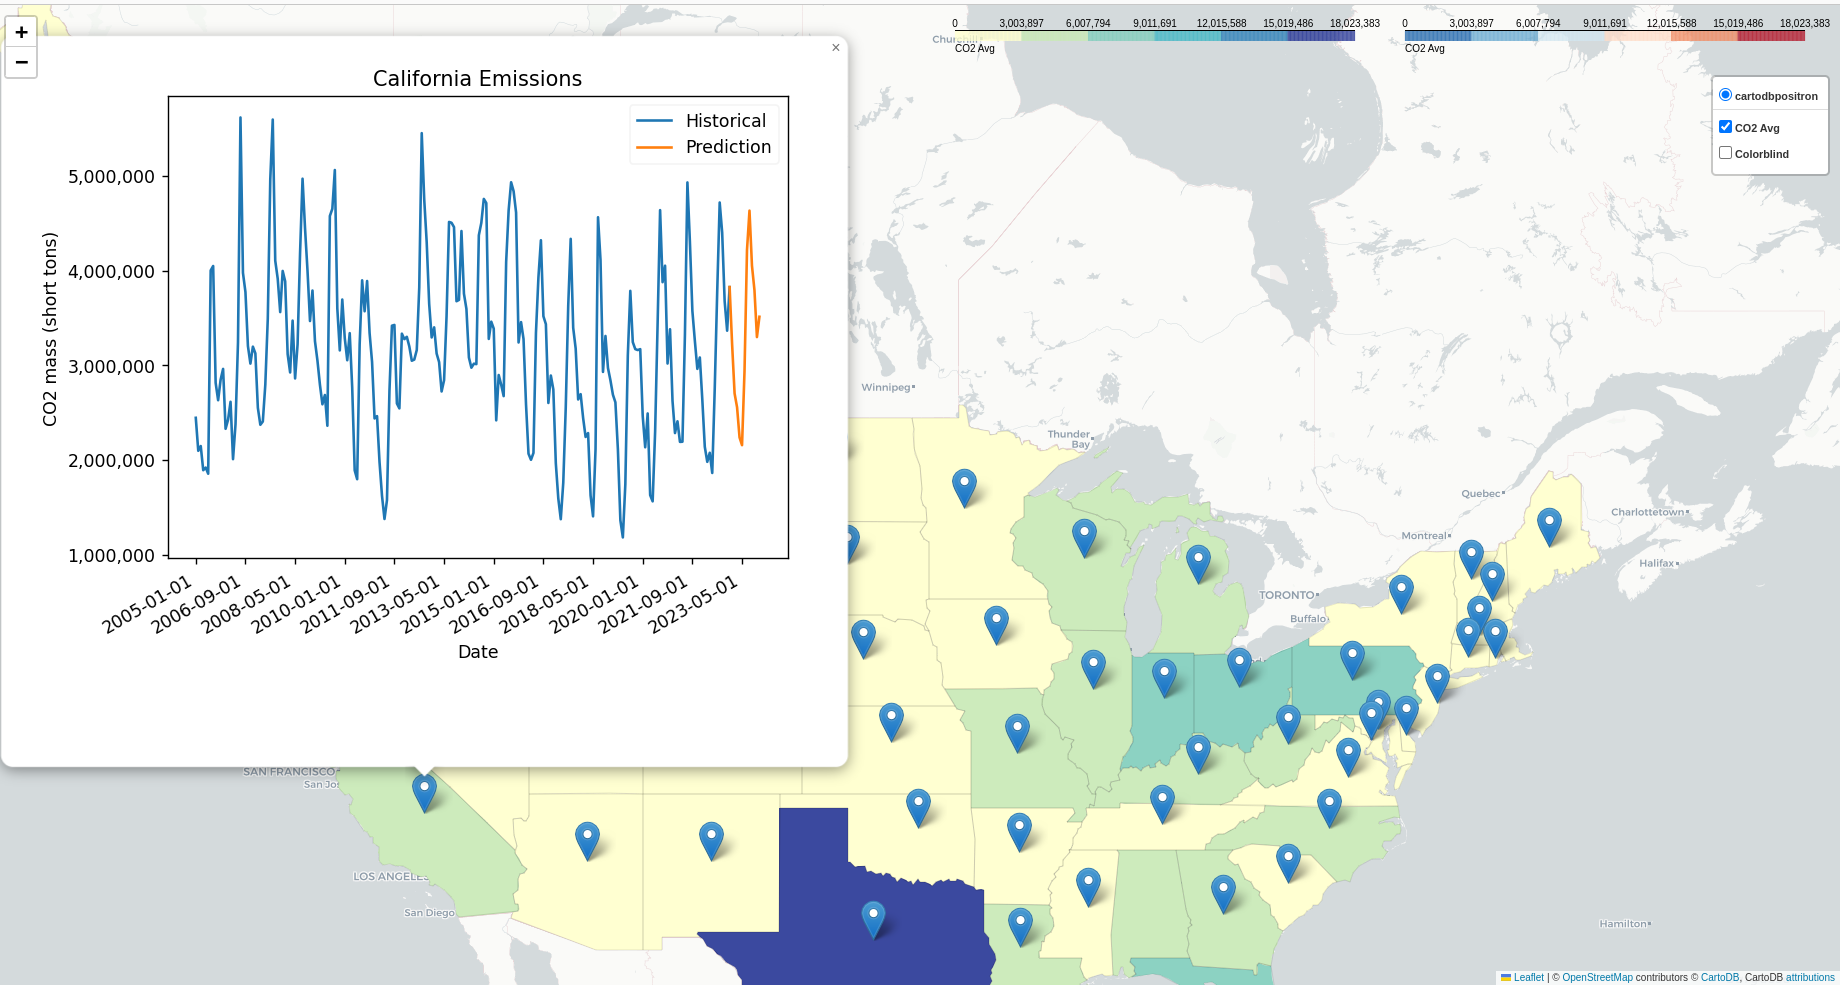 +
−
×
California Emissions
Historical
Prediction
5,000,000
4,000,000
3,000,000
2,000,000
1,000,000
CO2 mass (short tons)
2005-01-01
2006-09-01
2008-05-01
2010-01-01
2011-09-01
2013-05-01
2015-01-01
2016-09-01
2018-05-01
2020-01-01
2021-09-01
2023-05-01
Date
0 3,003,897 6,007,794 9,011,691 12,015,588 15,019,486 18,023,383
CO2 Avg
0 3,003,897 6,007,794 9,011,691 12,015,588 15,019,486 18,023,383
CO2 Avg
cartodbpositron
CO2 Avg
Colorblind
Winnipeg
Thunder
Bay
Quebec
Charlottetown
Montreal
Halifax
TORONTO
Buffalo
SAN FRANCISCO
San Jo
LOS ANGELES
San Diego
Hamilton
Leaflet | © OpenStreetMap contributors © CartoDB, CartoDB attributions